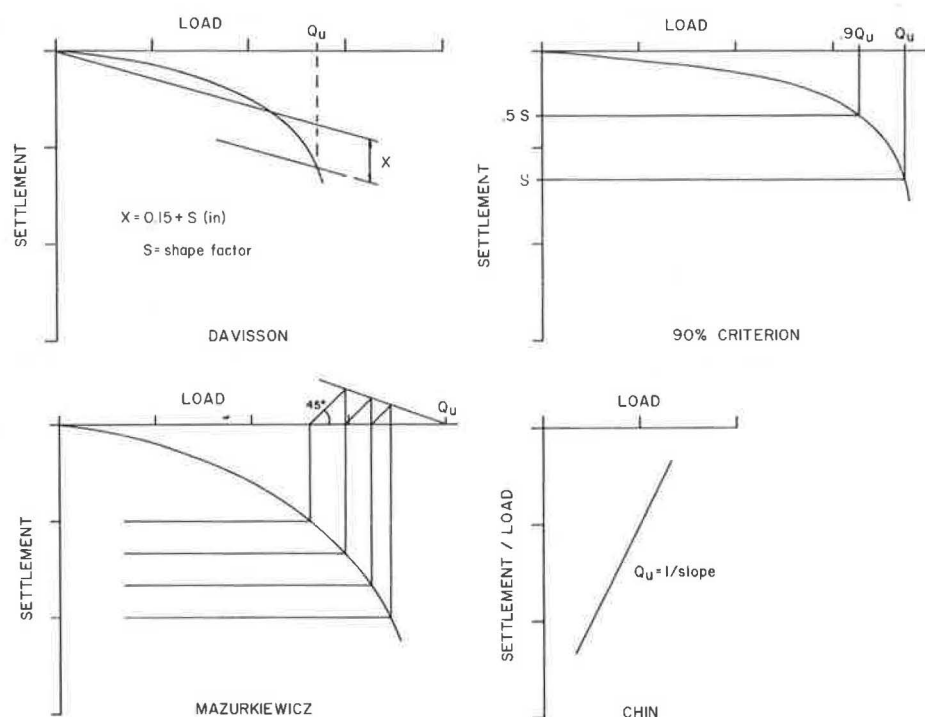 LOAD
Qu
SETTLEMENT
X
X = 0.15 + S (in)
S= shape factor
DAVISSON
LOAD
.9Qu
Qu
.5 S
S
SETTLEMENT
90% CRITERION
LOAD
45°
Qu
SETTLEMENT
MAZURKIEWICZ
LOAD
SETTLEMENT / LOAD
Qu=1/slope
CHIN